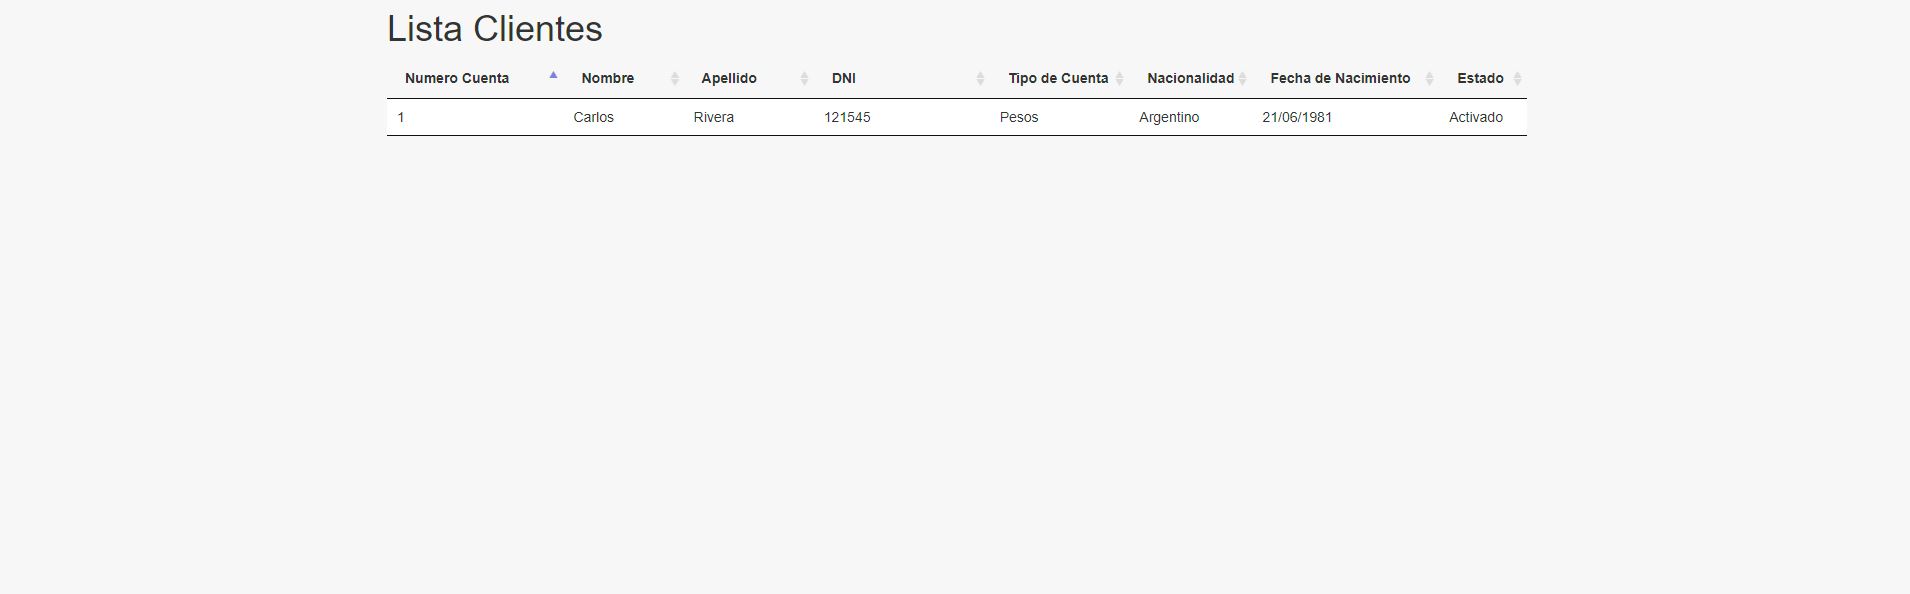 Lista Clientes
Numero Cuenta Nombre Apellido DNI Tipo de Cuenta Nacionalidad Fecha de Nacimiento Estado
1 Carlos Rivera 121545 Pesos Argentino 21/06/1981 Activado